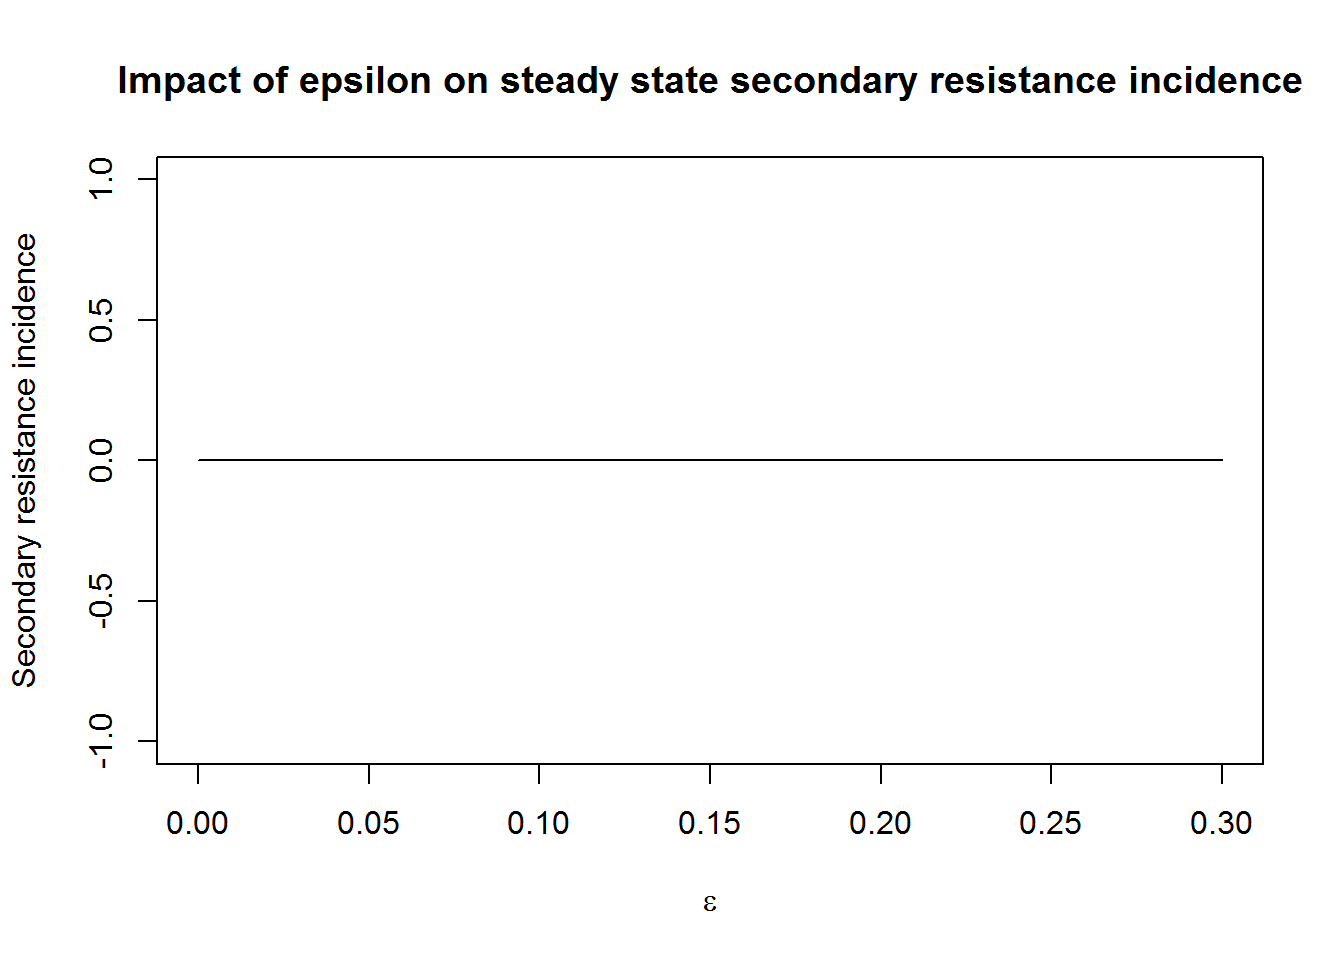 Impact of epsilon on steady state secondary resistance incidence
Secondary resistance incidence
1.0
0.5
0.0
-0.5
-1.0
0.00 0.05 0.10 0.15 0.20 0.25 0.30
ε